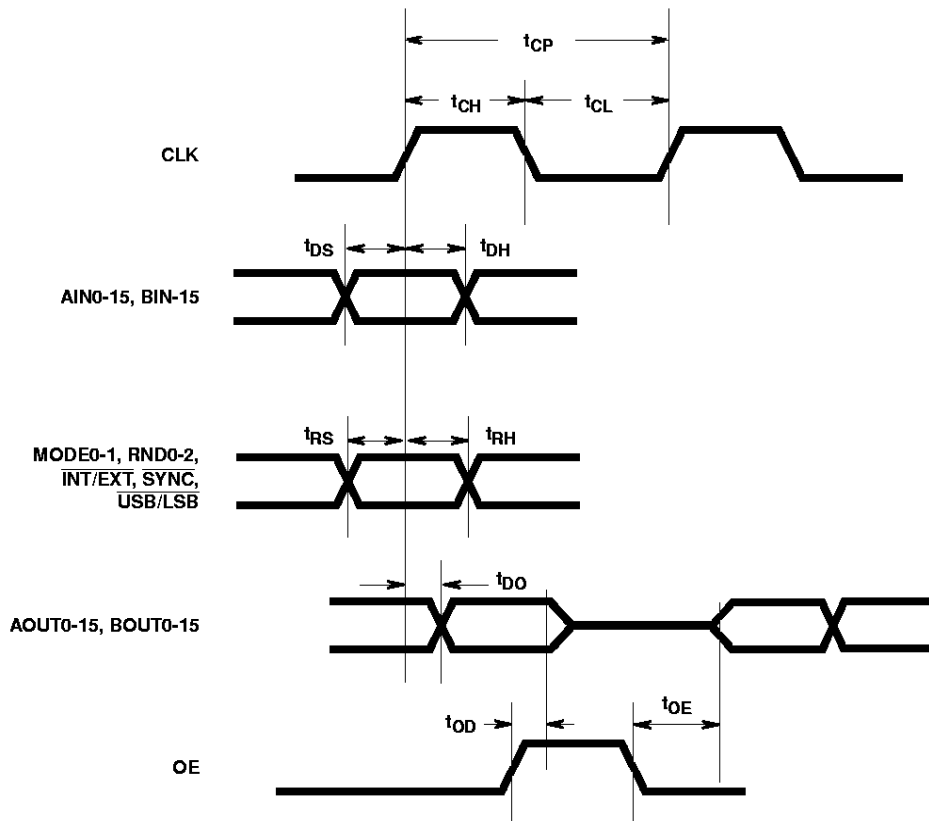 tCP
tCH
tCL
CLK
tDS
tDH
AIN0-15, BIN-15
tRS
tRH
MODE0-1, RND0-2,
INT/EXT, SYNC,
USB/LSB
tDO
AOUT0-15, BOUT0-15
tOD
tOE
OE